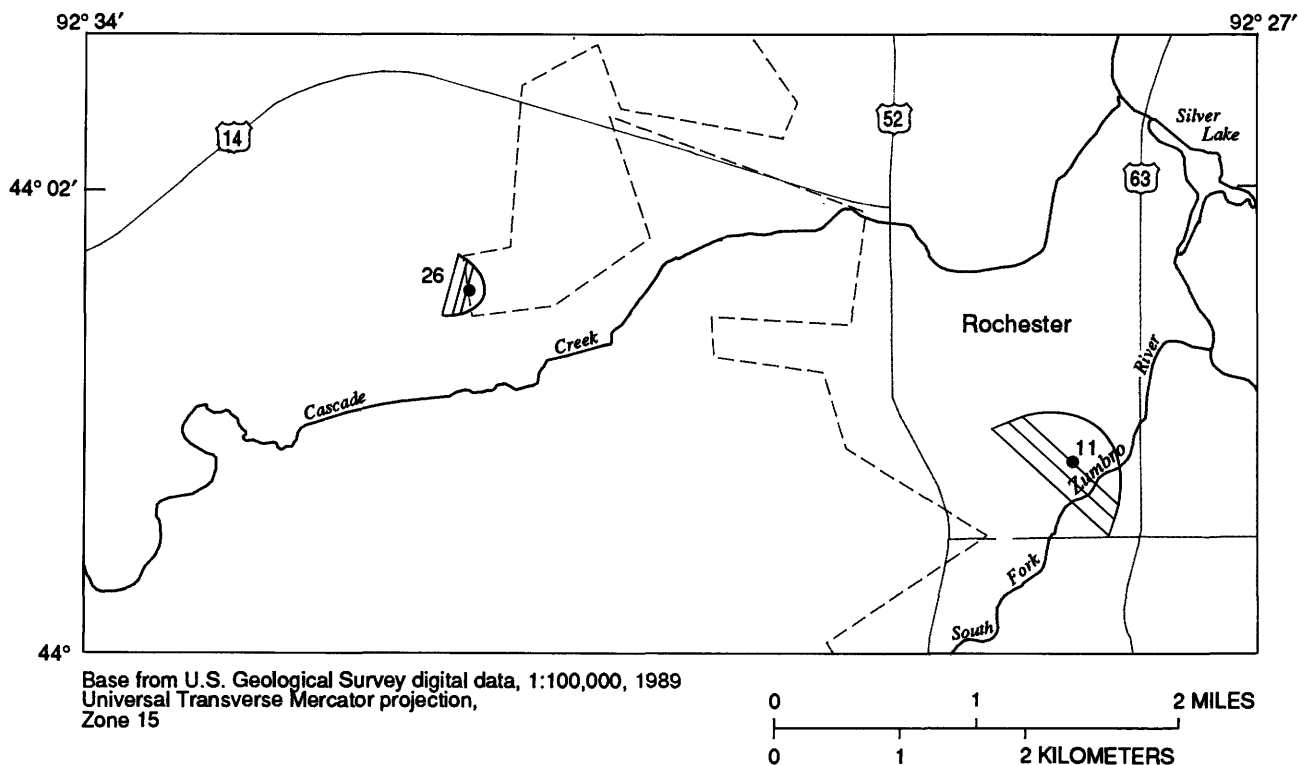 92° 34′
92° 27′
14
52
Silver
Lake
63
44° 02′
26
Rochester
Creek
River
Cascade
11
Zumbro
Fork
South
44°
Base from U.S. Geological Survey digital data, 1:100,000, 1989
Universal Transverse Mercator projection,
Zone 15
0 1 2 MILES
0 1 2 KILOMETERS